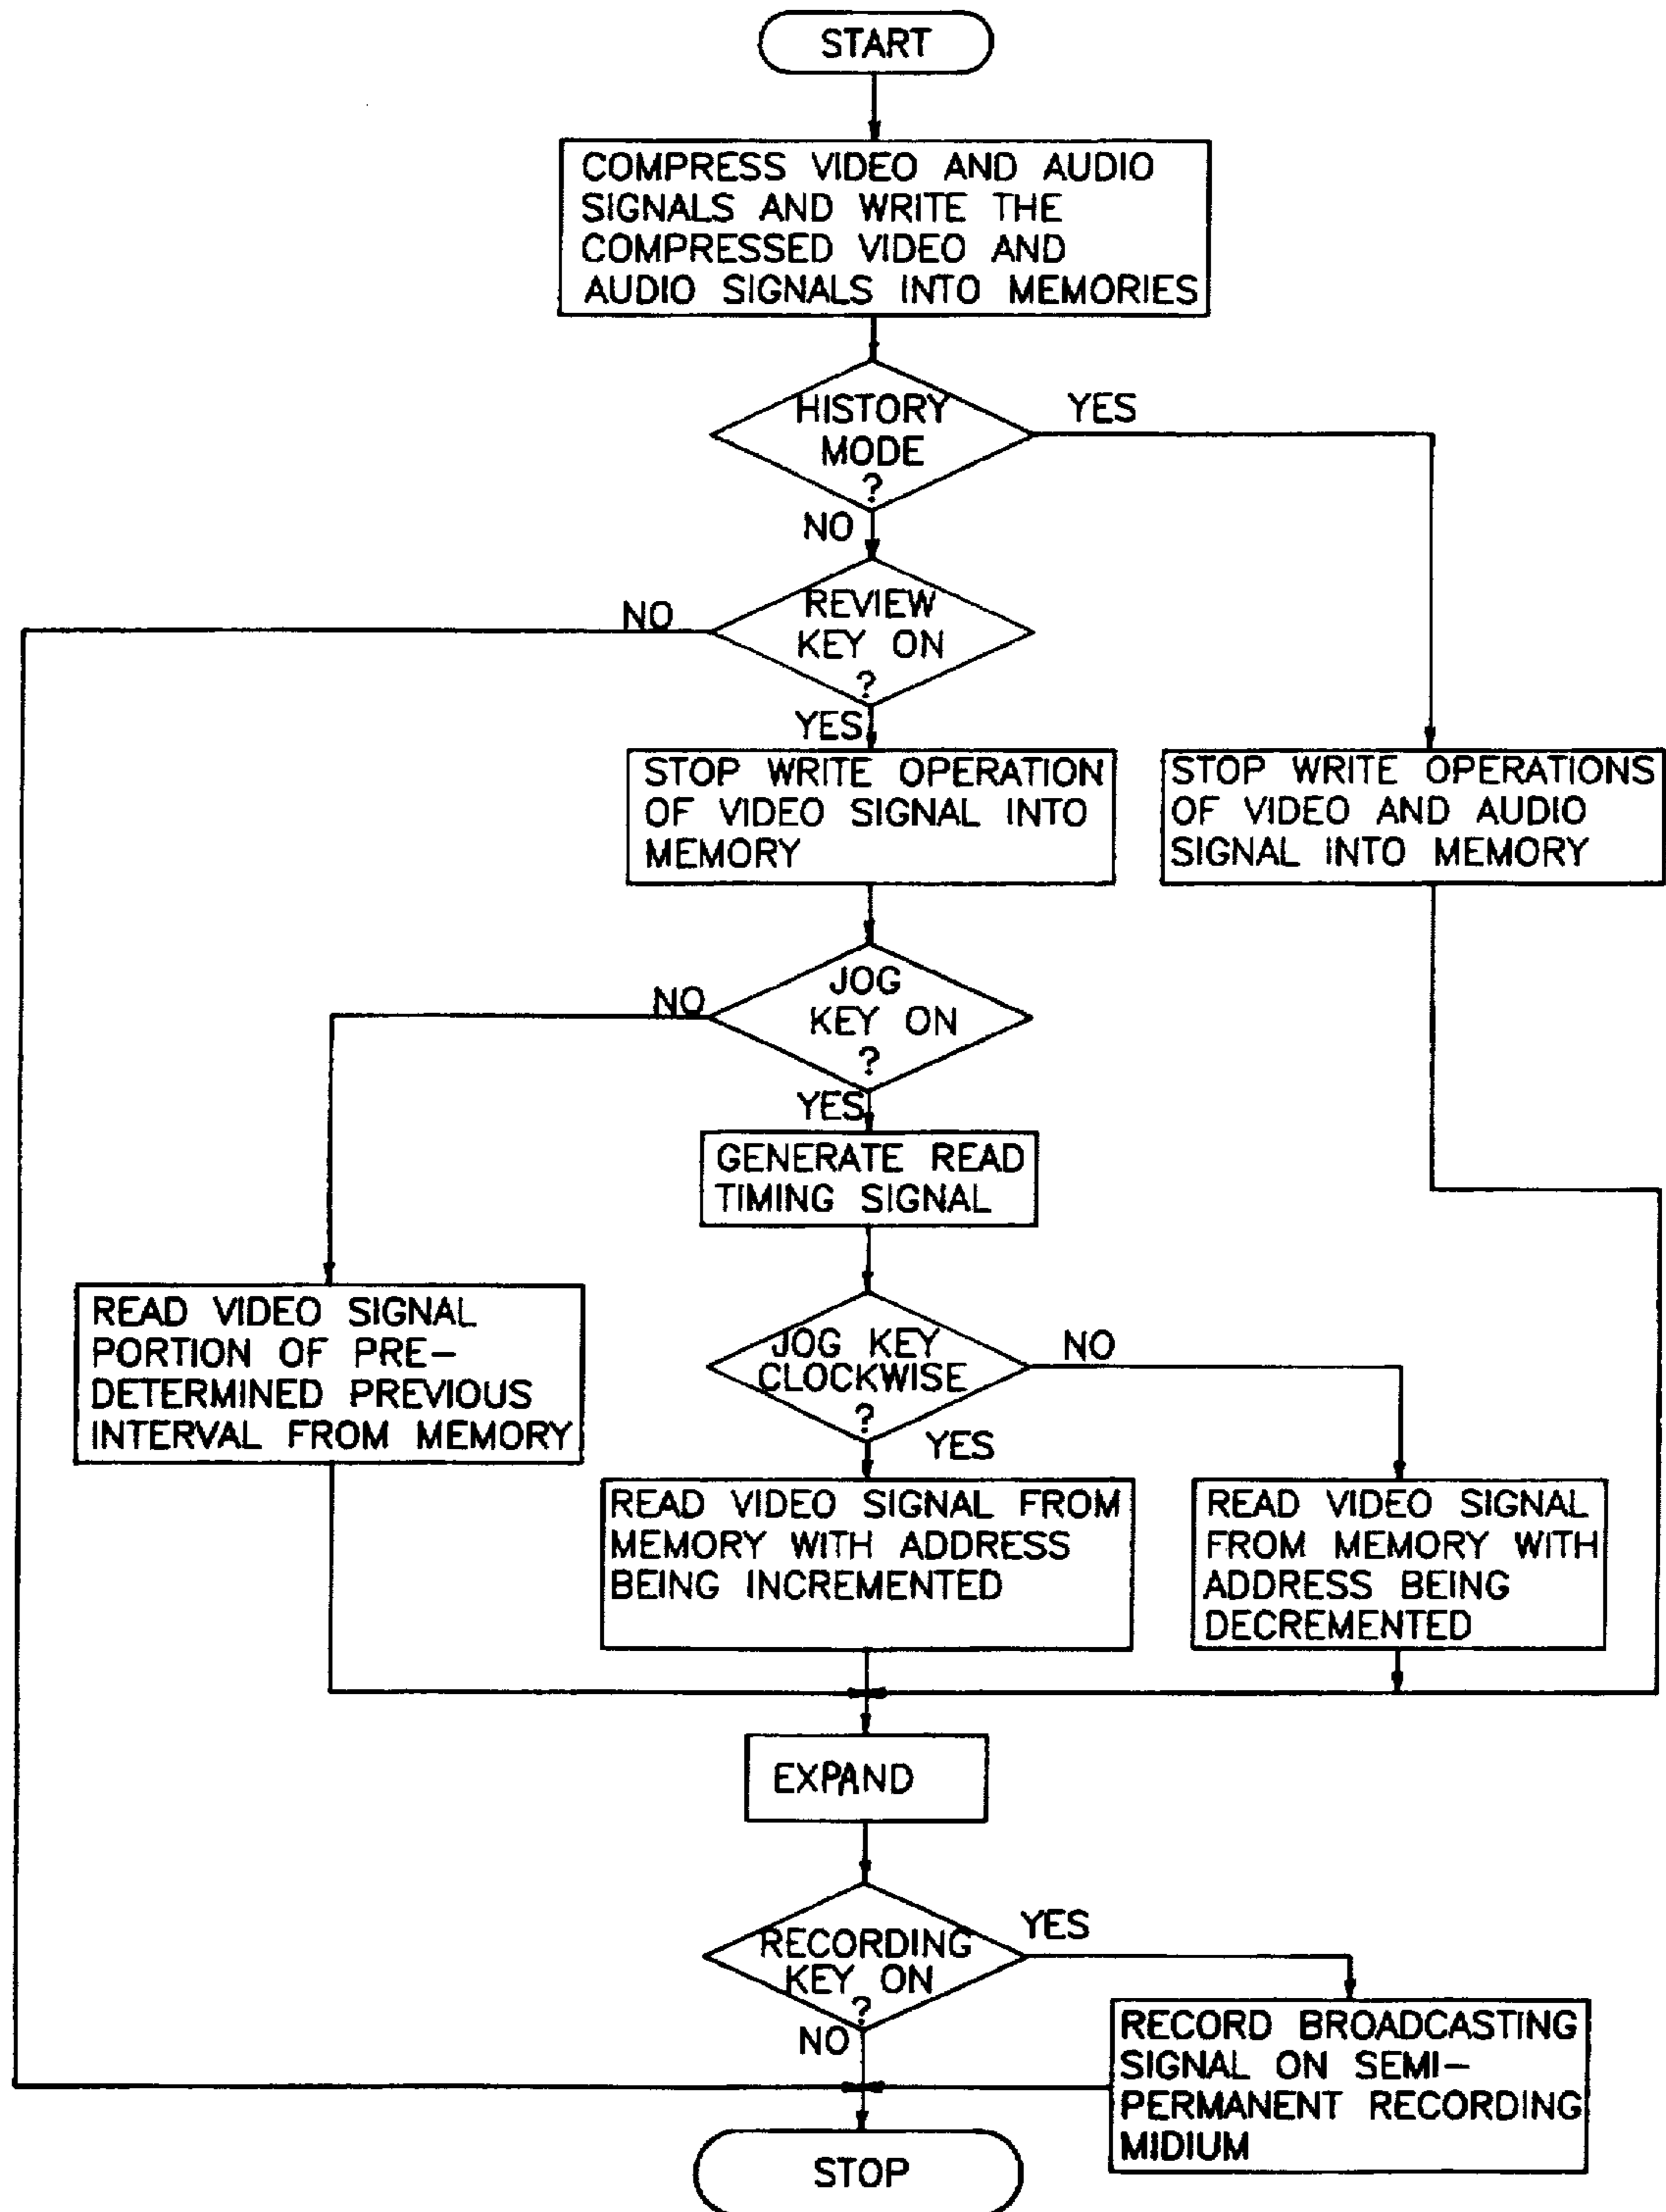 START
COMPRESS VIDEO AND AUDIO
SIGNALS AND WRITE THE
COMPRESSED VIDEO AND
AUDIO SIGNALS INTO MEMORIES
HISTORY
MODE
?
YES
NO
REVIEW
KEY ON
?
NO
YES
STOP WRITE OPERATION
OF VIDEO SIGNAL INTO
MEMORY
STOP WRITE OPERATIONS
OF VIDEO AND AUDIO
SIGNAL INTO MEMORY
JOG
KEY ON
?
NO
YES
GENERATE READ
TIMING SIGNAL
READ VIDEO SIGNAL
PORTION OF PRE-
DETERMINED PREVIOUS
INTERVAL FROM MEMORY
JOG KEY
CLOCKWISE
?
NO
YES
READ VIDEO SIGNAL FROM
MEMORY WITH ADDRESS
BEING INCREMENTED
READ VIDEO SIGNAL
FROM MEMORY WITH
ADDRESS BEING
DECREMENTED
EXPAND
RECORDING
KEY ON
?
YES
NO
RECORD BROADCASTING
SIGNAL ON SEMI-
PERMANENT RECORDING
MIDIUM
STOP